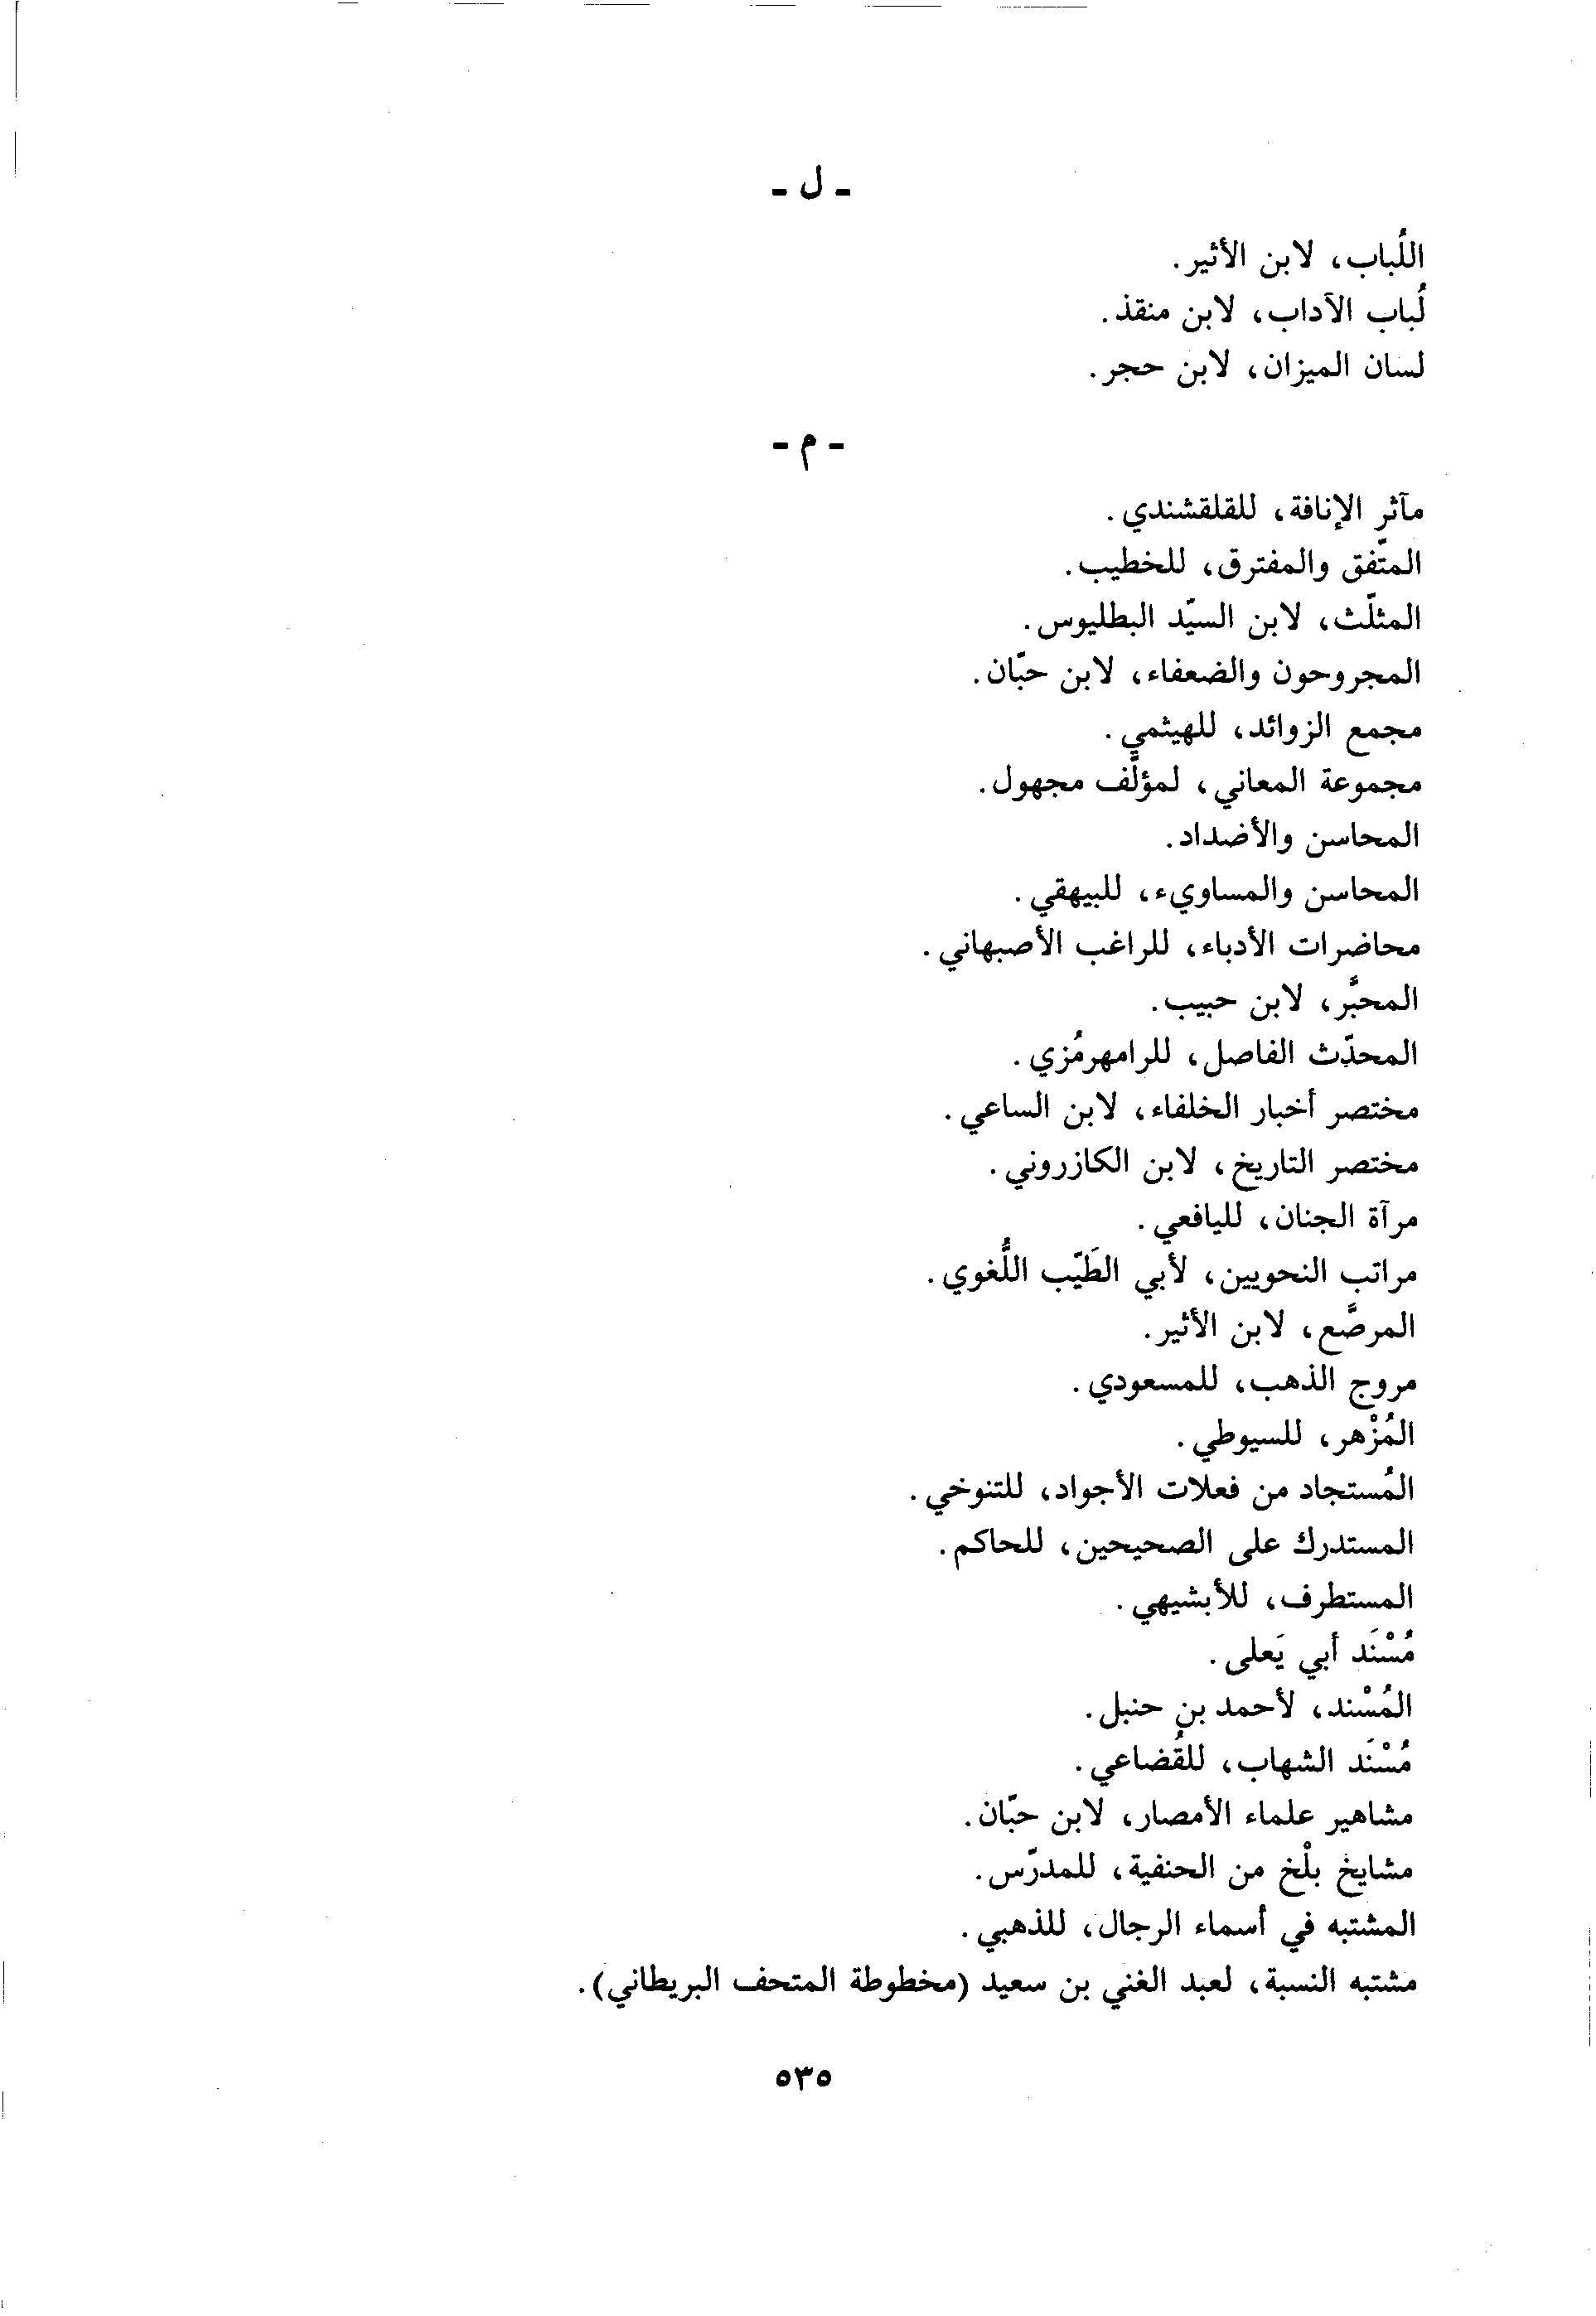 - ل -
اللُباب، لابن الأثير.
لُباب الآداب، لابن منقذ.
لسان الميزان، لابن حجر.
- م -
مآثر الإنافة، للقلقشندي.
المتّفق والمفترق، للخطيب.
المثلّث، لابن السيّد البطليوس.
المجروحون والضعفاء، لابن حبّان.
مجمع الزوائد، للهيثمي.
مجموعة المعاني، لمؤلَّف مجهول.
المحاسن والأضداد.
المحاسن والمساويء، للبيهقي.
محاضرات الأدباء، للراغب الأصبهاني.
المحبَّر، لابن حبيب.
المحدّث الفاصل، للرامهرمُزي.
مختصر أخبار الخلفاء، لابن الساعي.
مختصر التاريخ، لابن الكازروني.
مرآة الجنان، لليافعي.
مراتب النحويين، لأبي الطَيّب اللُّغوي.
المرصَّع، لابن الأثير.
مروج الذهب، للمسعودي.
المُزْهر، للسيوطي.
المُستجاد من فعلات الأجواد، للتنوخي.
المستدرك على الصحيحين، للحاكم.
المستطرف، للأبشيهي.
مُسْنَد أبي يَعلى.
المُسْند، لأحمد بن حنبل.
مُسْنَد الشهاب، للقُضاعي.
مشاهير علماء الأمصار، لابن حبّان.
مشايخ بلْخ من الحنفية، للمدرّس.
المشتبه في أسماء الرجال، للذهبي.
مشتبه النسبة، لعبد الغني بن سعيد (مخطوطة المتحف البريطاني).
٥٣٥